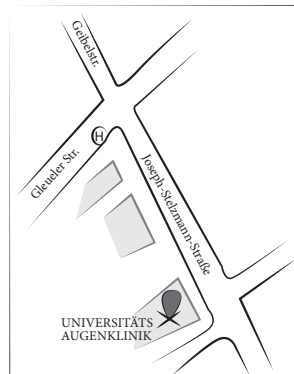 Geibelstr.
H
Gleueler Str.
Joseph-Stelzmann-Straße
UNIVERSITÄTS
AUGENKLINIK